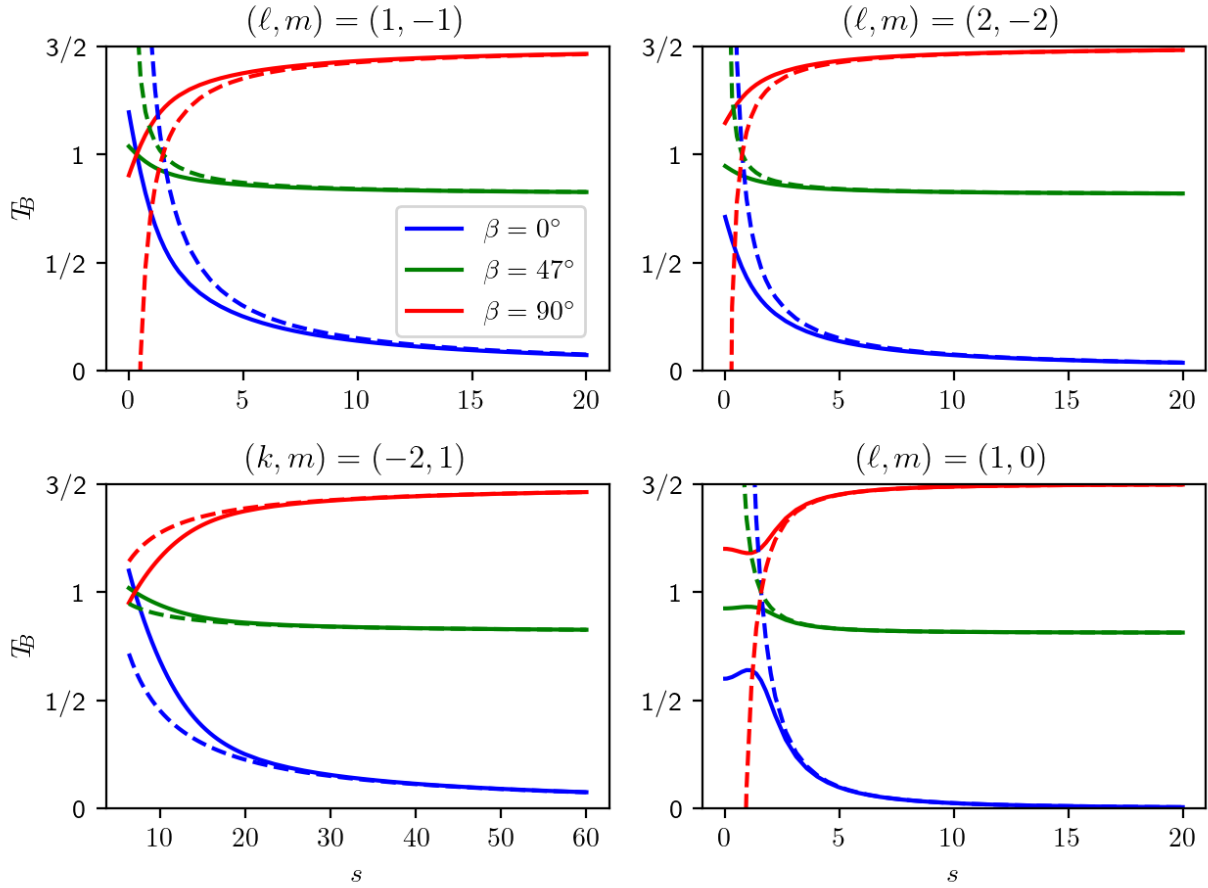 (ℓ, m) = (1, −1)
(ℓ, m) = (2, −2)
3/2
1
1/2
0
T_B
β = 0°
β = 47°
β = 90°
0 5 10 15 20
3/2
1
1/2
0
0 5 10 15 20
(k, m) = (−2, 1)
(ℓ, m) = (1, 0)
3/2
1
1/2
0
T_B
10 20 30 40 50 60
s
3/2
1
1/2
0
0 5 10 15 20
s